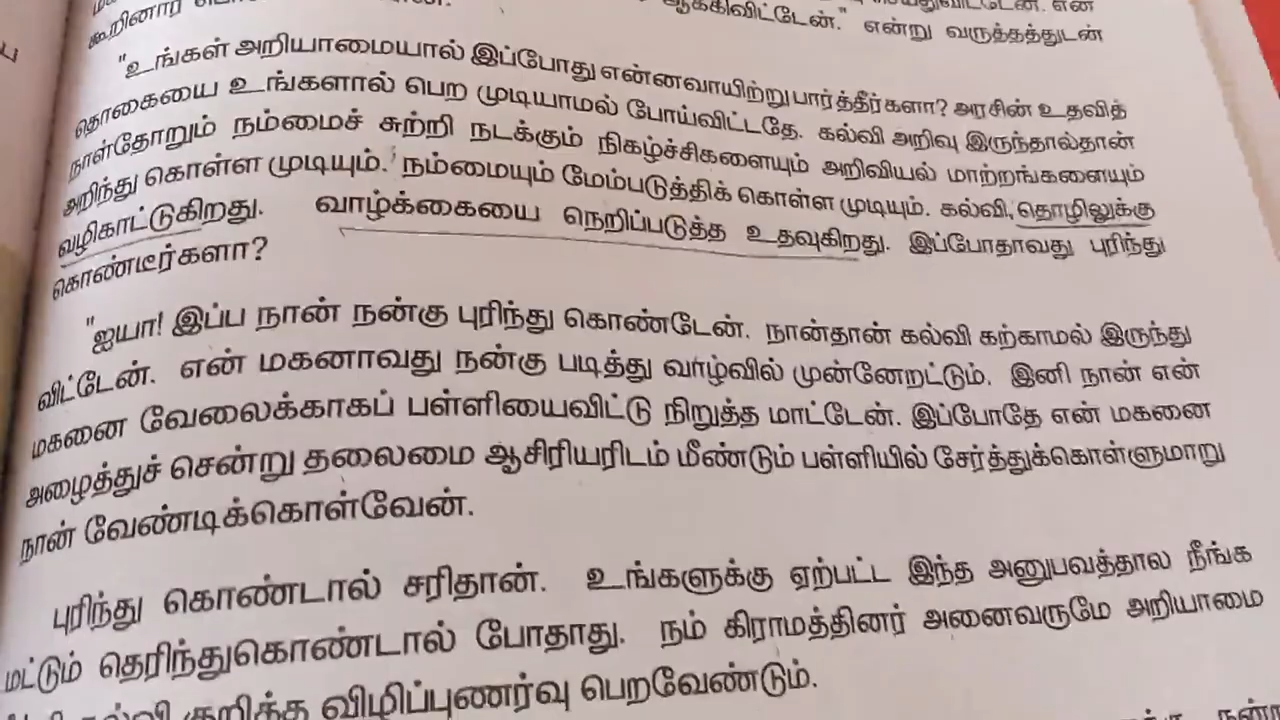 கூறினார்
ஆக்கிவிட்டேன்." என்று வருத்தத்துடன்
"உங்கள் அறியாமையால் இப்போது என்னவாயிற்று பார்த்தீர்களா? அரசின் உதவித்
தொகையை உங்களால் பெற முடியாமல் போய்விட்டதே. கல்வி அறிவு இருந்தால்தான்
நாள்தோறும் நம்மைச் சுற்றி நடக்கும் நிகழ்ச்சிகளையும் அறிவியல் மாற்றங்களையும்
அறிந்து கொள்ள முடியும். நம்மையும் மேம்படுத்திக் கொள்ள முடியும். கல்வி, தொழிலுக்கு
வழிகாட்டுகிறது. வாழ்க்கையை நெறிப்படுத்த உதவுகிறது. இப்போதாவது புரிந்து
கொண்டீர்களா?
"ஐயா! இப்ப நான் நன்கு புரிந்து கொண்டேன். நான்தான் கல்வி கற்காமல் இருந்து
விட்டேன். என் மகனாவது நன்கு படித்து வாழ்வில் முன்னேறட்டும். இனி நான் என்
மகனை வேலைக்காகப் பள்ளியைவிட்டு நிறுத்த மாட்டேன். இப்போதே என் மகனை
அழைத்துச் சென்று தலைமை ஆசிரியரிடம் மீண்டும் பள்ளியில் சேர்த்துக்கொள்ளுமாறு
நான் வேண்டிக்கொள்வேன்.
புரிந்து கொண்டால் சரிதான். உங்களுக்கு ஏற்பட்ட இந்த அனுபவத்தால நீங்க
மட்டும் தெரிந்துகொண்டால் போதாது. நம் கிராமத்தினர் அனைவருமே அறியாமை
குறித்த விழிப்புணர்வு பெறவேண்டும்.